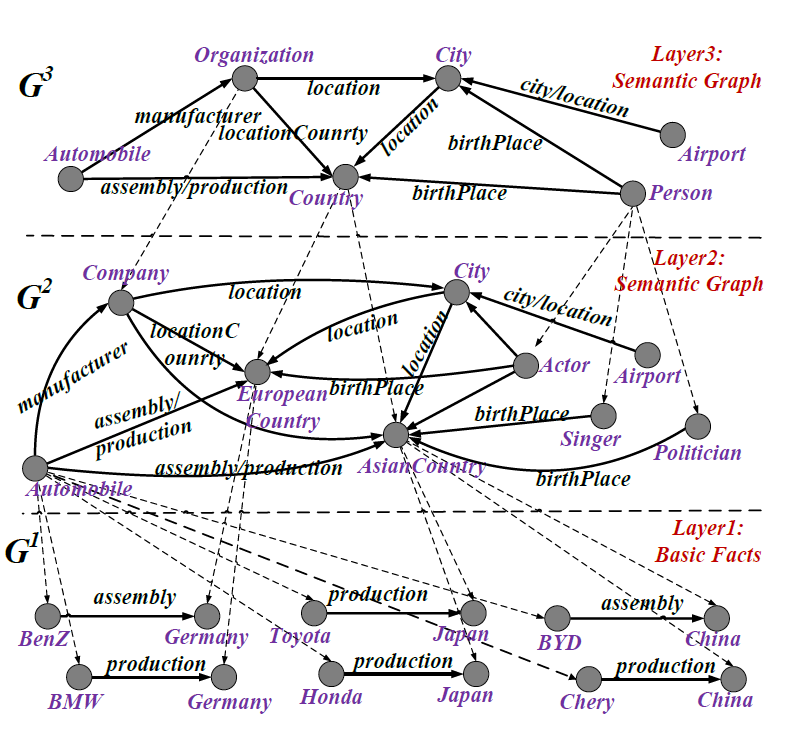 Organization
City
Layer3:
Semantic Graph
G3
location
city/location
manufacturer
locationCounrty
location
birthPlace
Automobile
Airport
assembly/production
Country
birthPlace
Person
Company
City
Layer2:
Semantic Graph
G2
location
city/location
locationC
ounrty
location
location
manufacturer
Actor
Airport
European
Country
birthPlace
assembly/
production
birthPlace
Singer
Politician
assembly/production
AsianCountry
birthPlace
Automobile
Layer1:
Basic Facts
G1
assembly
production
assembly
BenZ
Germany
Toyota
Japan
BYD
China
production
production
production
BMW
Germany
Honda
Japan
Chery
China